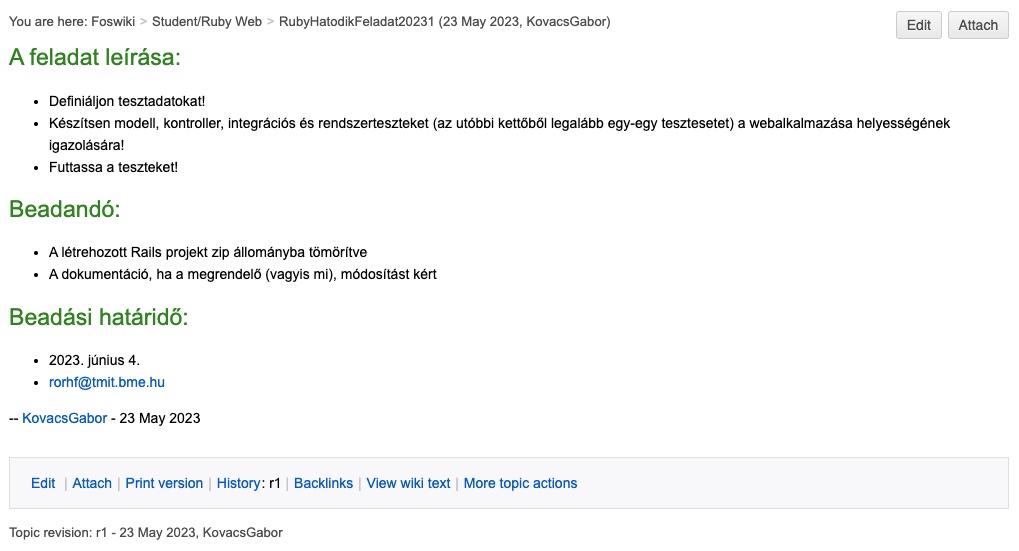 You are here: Foswiki > Student/Ruby Web > RubyHatodikFeladat20231 (23 May 2023, KovacsGabor)
Edit Attach
A feladat leírása:
• Definiáljon tesztadatokat!
• Készítsen modell, kontroller, integrációs és rendszerteszteket (az utóbbi kettőből legalább egy-egy tesztesetet) a webalkalmazása helyességének
igazolására!
• Futtassa a teszteket!
Beadandó:
• A létrehozott Rails projekt zip állományba tömörítve
• A dokumentáció, ha a megrendelő (vagyis mi), módosítást kért
Beadási határidő:
• 2023. június 4.
• rorhf@tmit.bme.hu
-- KovacsGabor - 23 May 2023
Edit | Attach | Print version | History: r1 | Backlinks | View wiki text | More topic actions
Topic revision: r1 - 23 May 2023, KovacsGabor